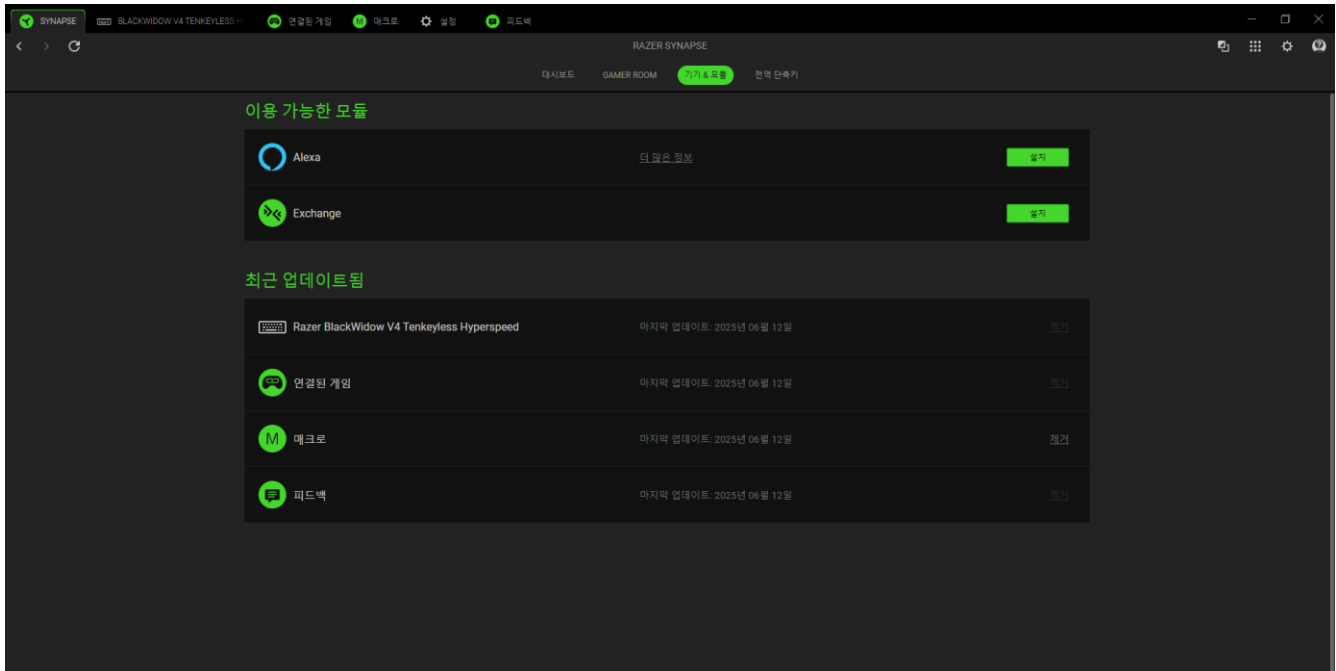 SYNAPSE BLACKWIDOW V4 TENKEYLESS H 연결된 게임 M 매크로 설정 피드백
RAZER SYNAPSE
대시보드 GAMER ROOM 기기 & 모듈 전역 단축키
이용 가능한 모듈
Alexa 더 많은 정보 설치
Exchange 설치
최근 업데이트됨
Razer BlackWidow V4 Tenkeyless Hyperspeed 마지막 업데이트: 2025년 06월 12일 제거
연결된 게임 마지막 업데이트: 2025년 06월 12일 제거
M 매크로 마지막 업데이트: 2025년 06월 12일 제거
피드백 마지막 업데이트: 2025년 06월 12일 제거